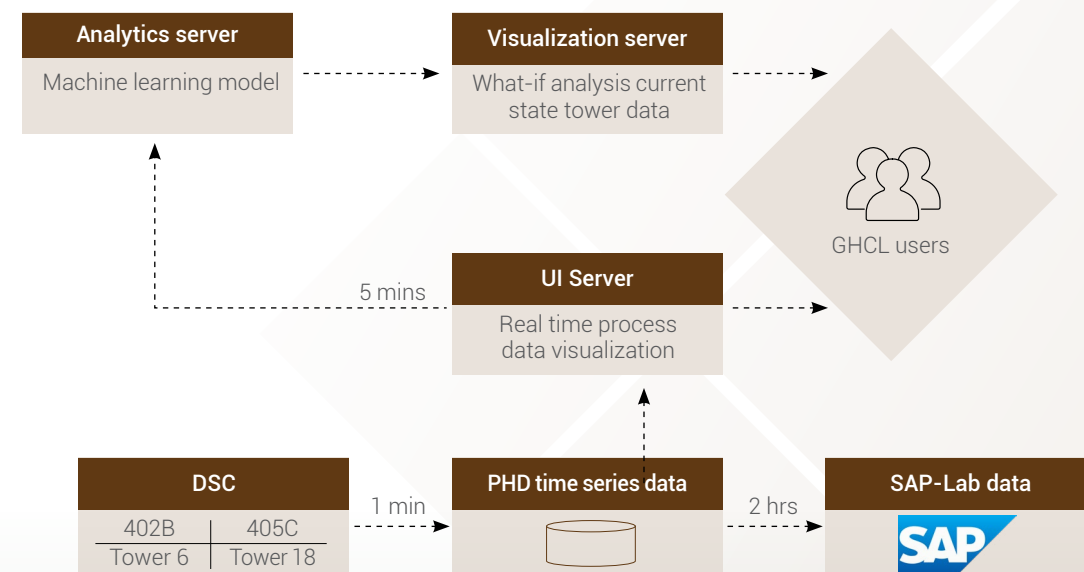 Analytics server
Machine learning model
Visualization server
What-if analysis current
state tower data
GHCL users
5 mins
UI Server
Real time process
data visualization
DSC
402B
405C
Tower 6
Tower 18
1 min
PHD time series data
2 hrs
SAP-Lab data
SAP